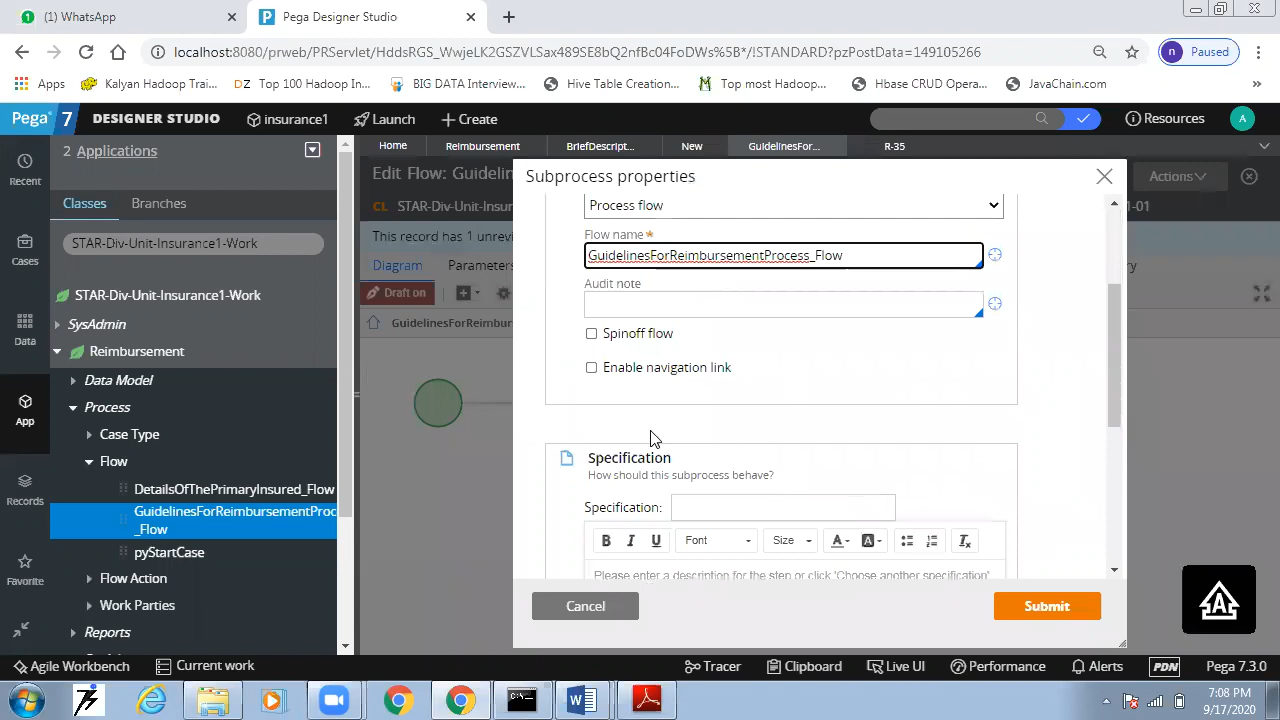 (1) WhatsApp
Pega Designer Studio
localhost:8080/prweb/PRServlet/HddsRGS_WwjeLK2GSZVLSax489SE8bQ2nfBc04FoDWs%5B*/!STANDARD?pzPostData=149105266
n Paused
Apps
Kalyan Hadoop Trai...
DZ Top 100 Hadoop In...
BIG DATA Interview...
Hive Table Creation...
Top most Hadoop...
Hbase CRUD Opera...
JavaChain.com
»
Pega 7 DESIGNER STUDIO
insurance1
Launch
Create
Resources
A
2 Applications
Home
Reimbursement
BriefDescript...
New
GuidelinesFor...
R-35
Recent
Classes
Branches
STAR-Div-Unit-Insurance1-Work
Cases
STAR-Div-Unit-Insurance1-Work
SysAdmin
Data
Reimbursement
Data Model
App
Process
Case Type
Flow
Records
DetailsOfThePrimaryInsured_Flow
GuidelinesForReimbursementProc
_Flow
pyStartCase
Favorite
Flow Action
Work Parties
Reports
Edit Flow: Guidelin
Actions
CL STAR-Div-Unit-Insur
1-01
This record has 1 unrevi
Diagram
Parameters
ry
Draft on
GuidelinesForReimbur
Subprocess properties
Process flow
Flow name *
GuidelinesForReimbursementProcess_Flow
Audit note
Spinoff flow
Enable navigation link
Specification
How should this subprocess behave?
Specification:
B I U Font Size A A
Please enter a description for the step or click 'Choose another specification'
Cancel
Submit
A
Agile Workbench
Current work
Tracer
Clipboard
Live UI
Performance
Alerts
PDN
Pega 7.3.0
7:08 PM
9/17/2020